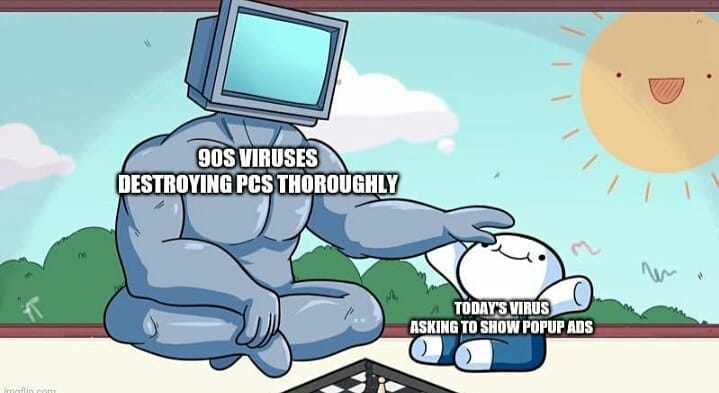 90S VIRUSES
DESTROYING PCS THOROUGHLY
TODAY'S VIRUS
ASKING TO SHOW POPUP ADS
imgflip.com